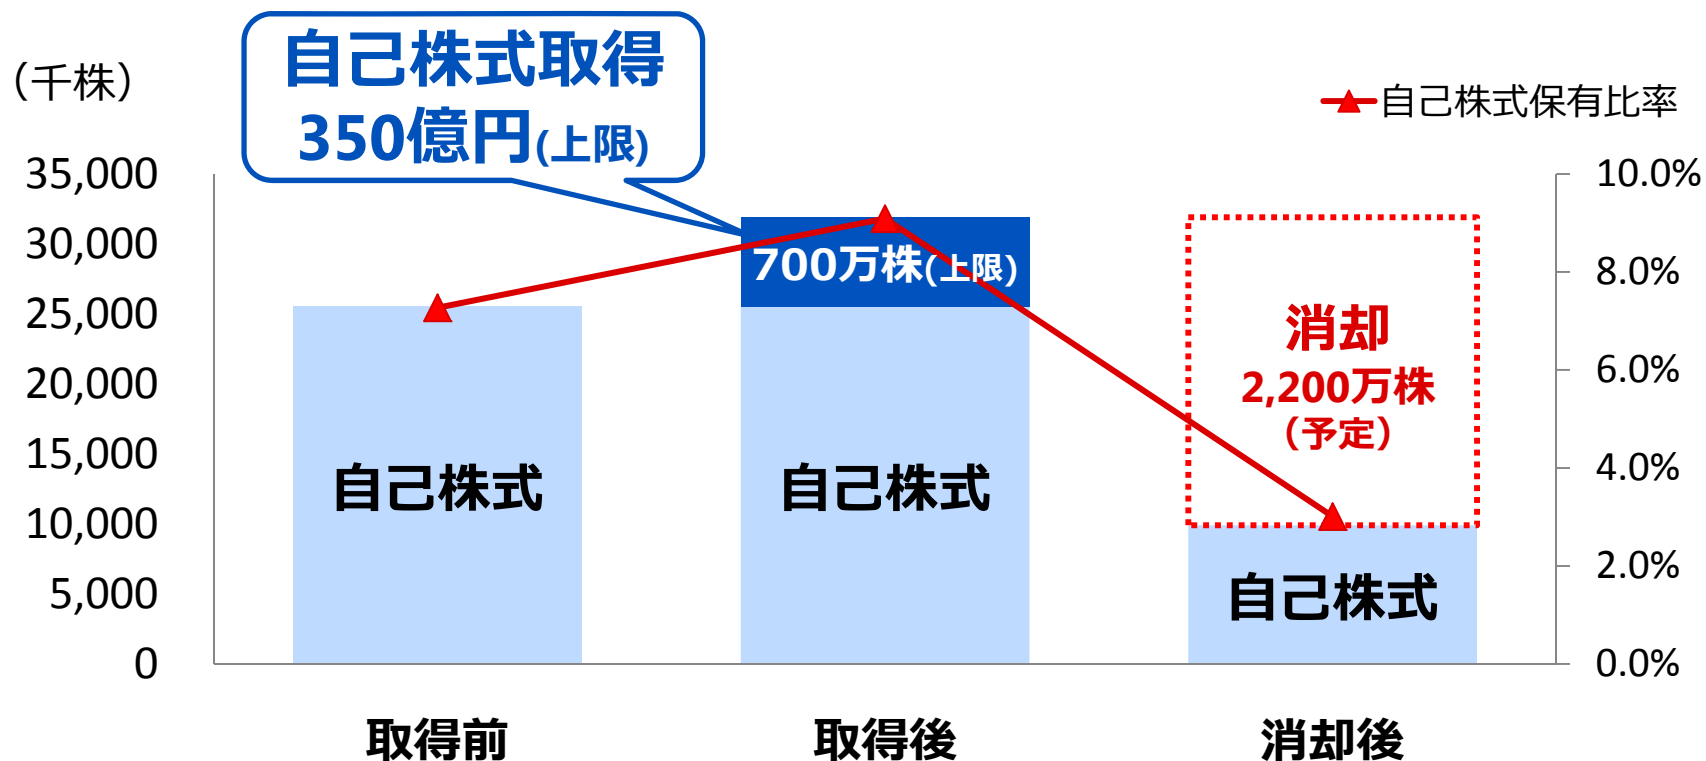 自己株式取得
350億円(上限)
（千株）
自己株式保有比率
35,000
30,000
25,000
20,000
15,000
10,000
5,000
0
10.0%
8.0%
6.0%
4.0%
2.0%
0.0%
700万株(上限)
消却
2,200万株
（予定）
自己株式
自己株式
自己株式
取得前
取得後
消却後